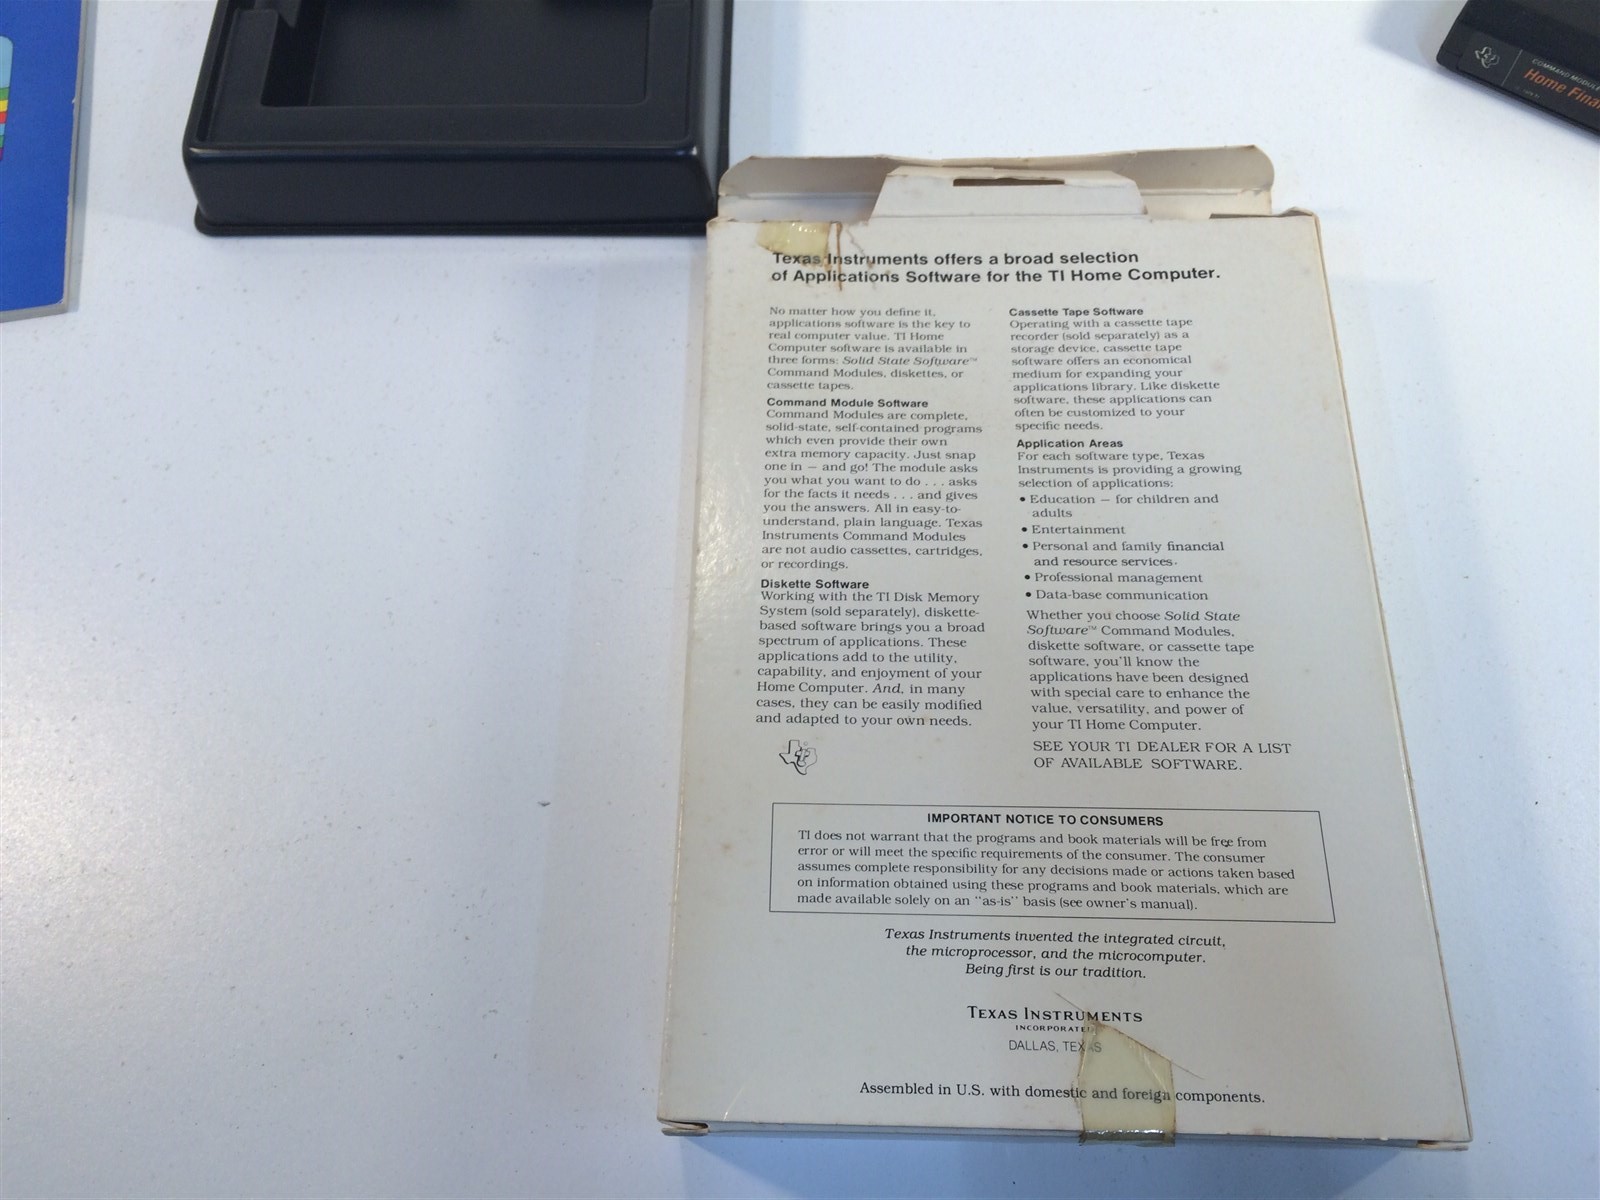 COMMAND MODULE
Home
Texas Instruments offers a broad selection
of Applications Software for the TI Home Computer.
No matter how you define it,
applications software is the key to
real computer value. TI Home
Computer software is available in
three forms: Solid State Software™
Command Modules, diskettes, or
cassette tapes.
Command Module Software
Command Modules are complete,
solid-state, self-contained programs
which even provide their own
extra memory capacity. Just snap
one in — and go! The module asks
you what you want to do . . . asks
for the facts it needs . . . and gives
you the answers. All in easy-to-
understand, plain language. Texas
Instruments Command Modules
are not audio cassettes, cartridges,
or recordings.
Diskette Software
Working with the TI Disk Memory
System (sold separately), diskette-
based software brings you a broad
spectrum of applications. These
applications add to the utility,
capability, and enjoyment of your
Home Computer. And, in many
cases, they can be easily modified
and adapted to your own needs.
Cassette Tape Software
Operating with a cassette tape
recorder (sold separately) as a
storage device, cassette tape
software offers an economical
medium for expanding your
applications library. Like diskette
software, these applications can
often be customized to your
specific needs.
Application Areas
For each software type, Texas
Instruments is providing a growing
selection of applications:
• Education — for children and
adults
• Entertainment
• Personal and family financial
and resource services.
• Professional management
• Data-base communication
Whether you choose Solid State
Software™ Command Modules,
diskette software, or cassette tape
software, you'll know the
applications have been designed
with special care to enhance the
value, versatility, and power of
your TI Home Computer.
SEE YOUR TI DEALER FOR A LIST
OF AVAILABLE SOFTWARE.
IMPORTANT NOTICE TO CONSUMERS
TI does not warrant that the programs and book materials will be free from
error or will meet the specific requirements of the consumer. The consumer
assumes complete responsibility for any decisions made or actions taken based
on information obtained using these programs and book materials, which are
made available solely on an "as-is" basis (see owner's manual).
Texas Instruments invented the integrated circuit,
the microprocessor, and the microcomputer.
Being first is our tradition.
TEXAS INSTRUMENTS
INCORPORATED
DALLAS, TEXAS
Assembled in U.S. with domestic and foreign components.